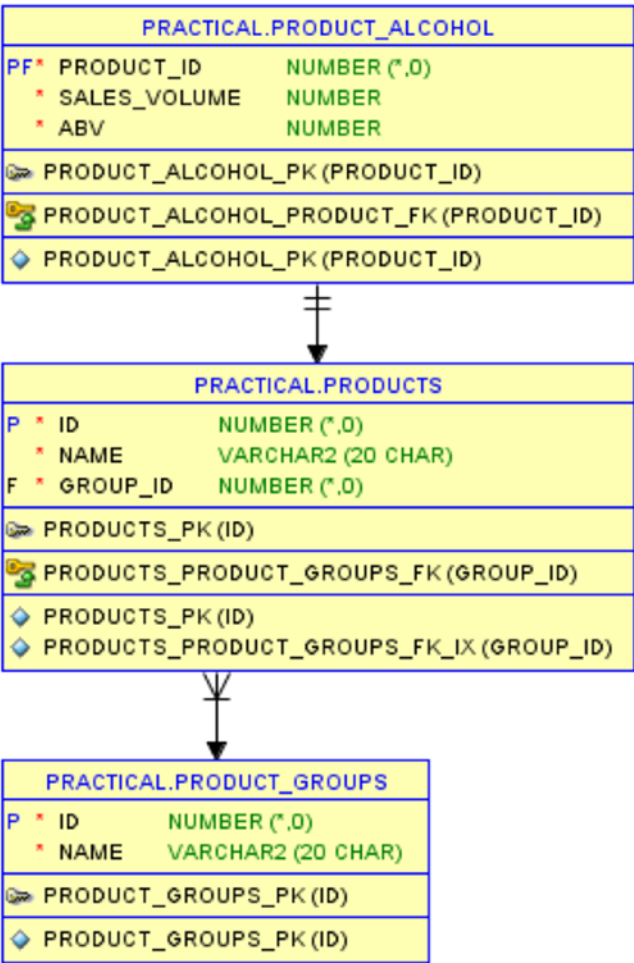 PRACTICAL.PRODUCT_ALCOHOL
PF* PRODUCT_ID NUMBER (*,0)
* SALES_VOLUME NUMBER
* ABV NUMBER
PRODUCT_ALCOHOL_PK (PRODUCT_ID)
PRODUCT_ALCOHOL_PRODUCT_FK (PRODUCT_ID)
PRODUCT_ALCOHOL_PK (PRODUCT_ID)
PRACTICAL.PRODUCTS
P * ID NUMBER (*,0)
* NAME VARCHAR2 (20 CHAR)
F * GROUP_ID NUMBER (*,0)
PRODUCTS_PK (ID)
PRODUCTS_PRODUCT_GROUPS_FK (GROUP_ID)
PRODUCTS_PK (ID)
PRODUCTS_PRODUCT_GROUPS_FK_IX (GROUP_ID)
PRACTICAL.PRODUCT_GROUPS
P * ID NUMBER (*,0)
* NAME VARCHAR2 (20 CHAR)
PRODUCT_GROUPS_PK (ID)
PRODUCT_GROUPS_PK (ID)